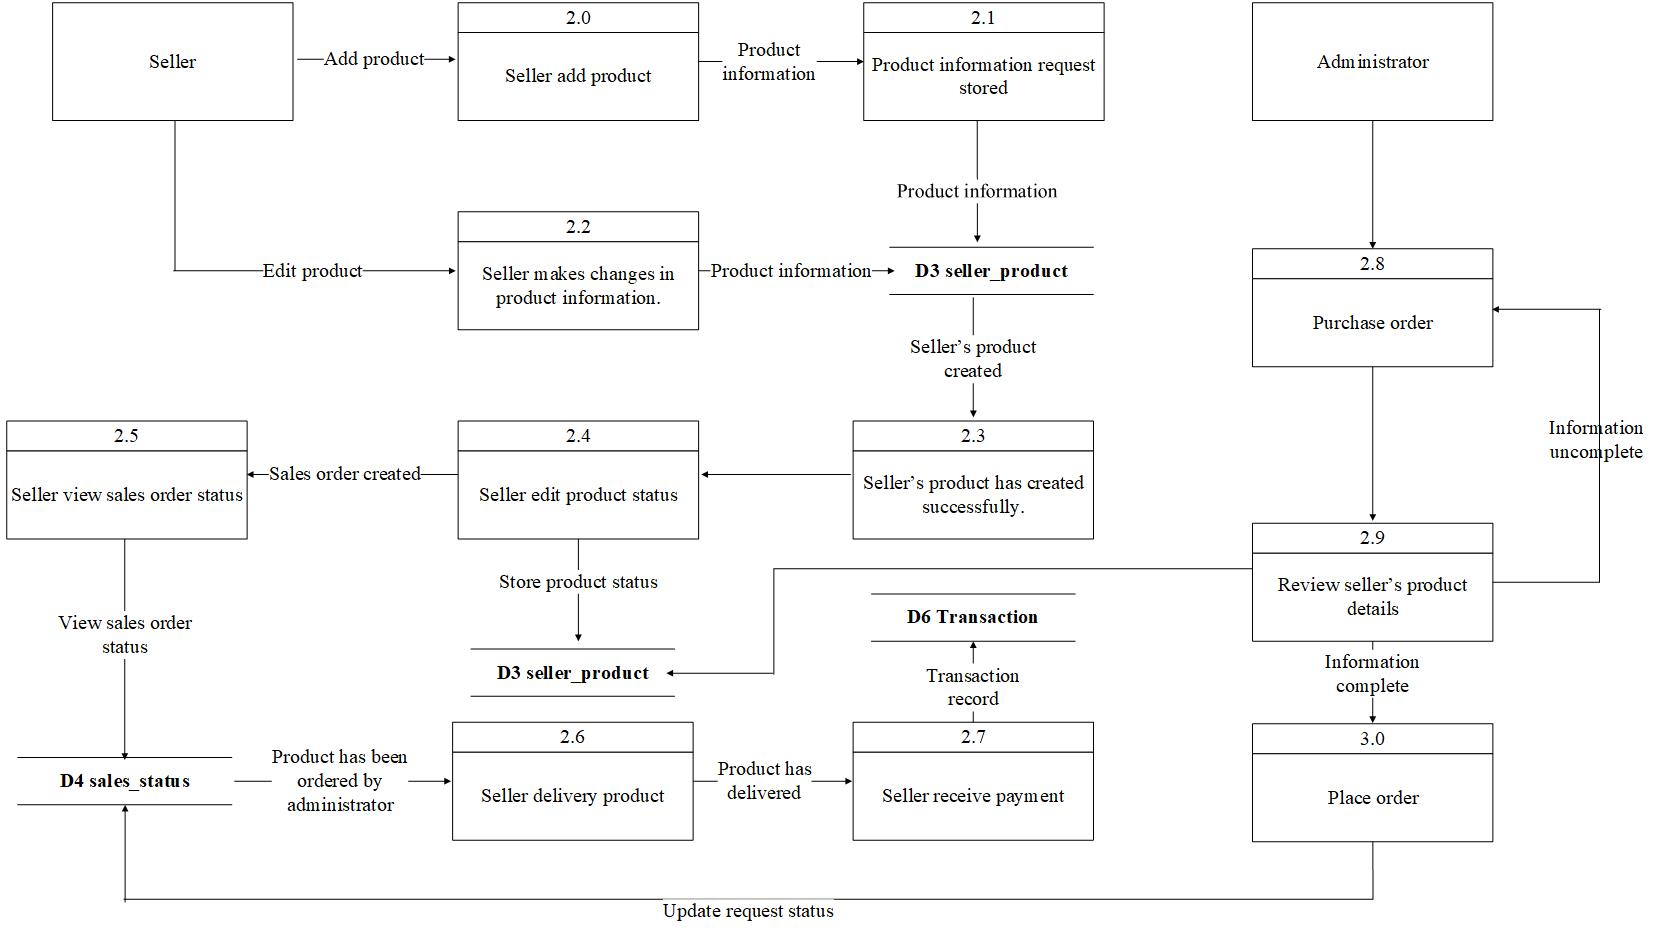 2.0
2.1
Seller
Add product
Seller add product
Product
information
Product information request
stored
Administrator
Product information
2.2
Edit product
Seller makes changes in
product information.
Product information
D3 seller_product
2.8
Purchase order
Seller’s product
created
Information
uncomplete
2.5
2.4
2.3
Seller view sales order status
Sales order created
Seller edit product status
Seller’s product has created
successfully.
2.9
Review seller’s product
details
Store product status
View sales order
status
D6 Transaction
D3 seller_product
Transaction
record
Information
complete
2.6
2.7
3.0
D4 sales_status
Product has been
ordered by
administrator
Seller delivery product
Product has
delivered
Seller receive payment
Place order
Update request status